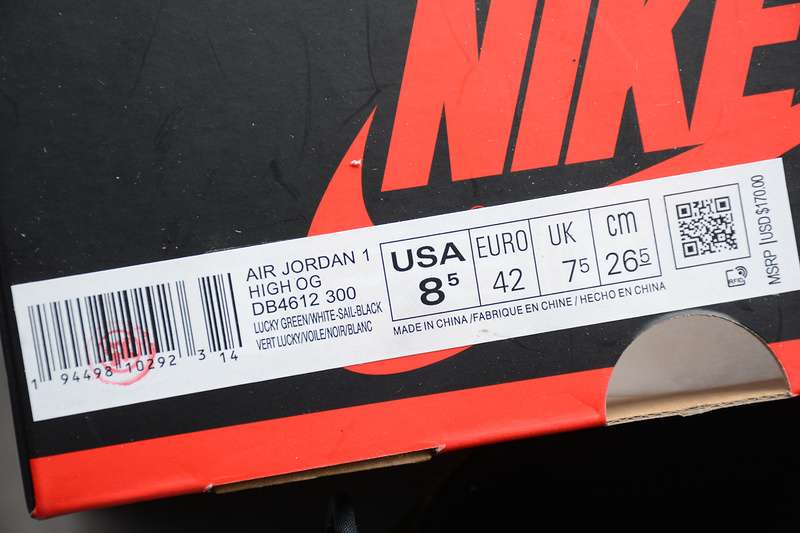 NIKE
AIR JORDAN 1
HIGH OG
DB4612 300
LUCKY GREEN/WHITE-SAIL-BLACK
VERT LUCKY/VOILE/NOIR/BLANC
1 94498 10292 3 14
USA
8⁵
EURO
42
UK
7⁵
cm
26⁵
MADE IN CHINA / FABRIQUE EN CHINE / HECHO EN CHINA
RFID
MSRP | USD $170.00